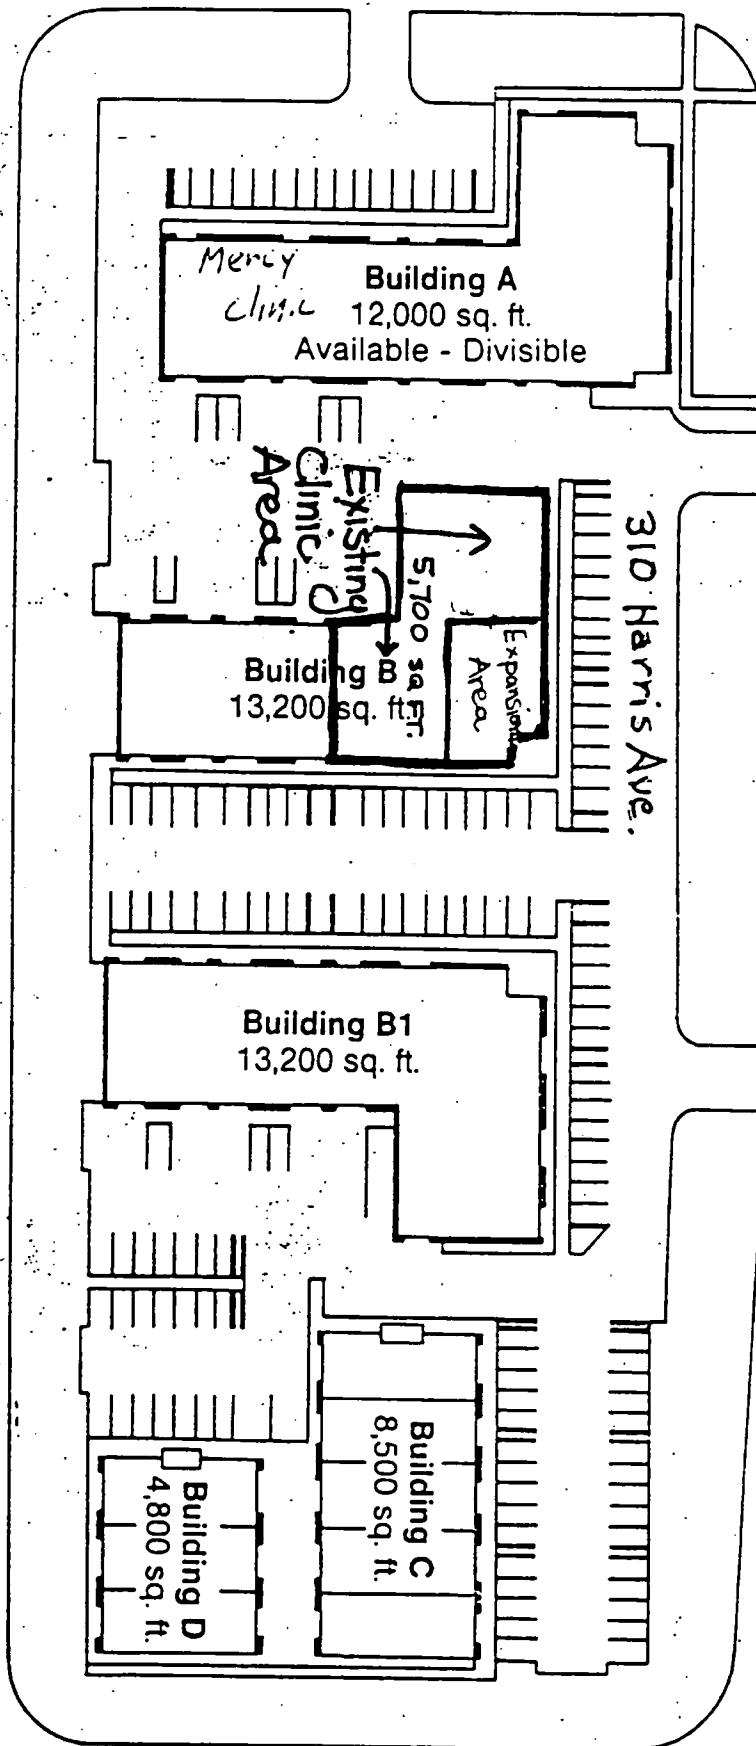 Mercy
Clinic
Building A
12,000 sq. ft.
Available - Divisible
Existing
Clinic
Area
5,700 sq FT.
Expansion
Area
310 Harris Ave.
Building B
13,200 sq. ft.
Building B1
13,200 sq. ft.
Building C
8,500 sq. ft.
Building D
4,800 sq. ft.